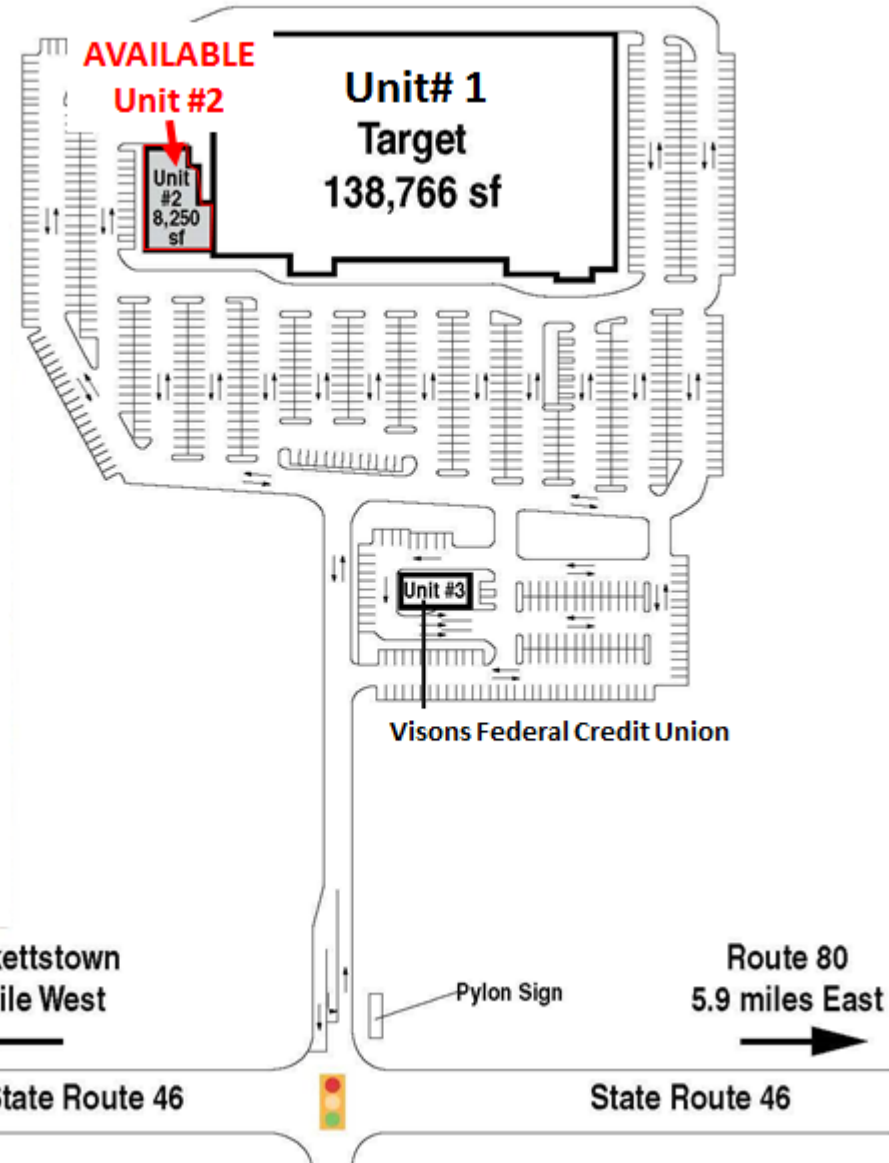 AVAILABLE
Unit #2
Unit# 1
Target
138,766 sf
Unit
#2
8,250
sf
Unit #3
Visons Federal Credit Union
kettstown
ile West
Pylon Sign
Route 80
5.9 miles East
State Route 46
State Route 46